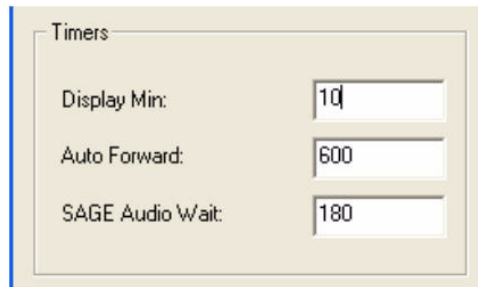 Timers
Display Min: 10
Auto Forward: 600
SAGE Audio Wait: 180